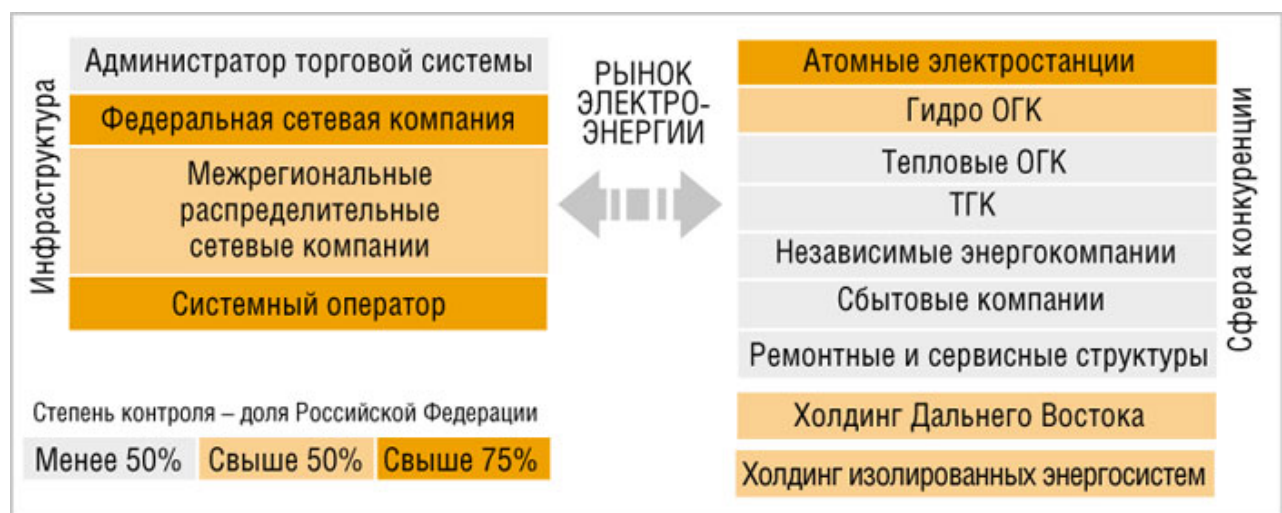 Инфраструктура
Администратор торговой системы
Федеральная сетевая компания
Межрегиональные
распределительные
сетевые компании
Системный оператор
РЫНОК
ЭЛЕКТРО-
ЭНЕРГИИ
Атомные электростанции
Гидро ОГК
Тепловые ОГК
ТГК
Независимые энергокомпании
Сбытовые компании
Ремонтные и сервисные структуры
Сфера конкуренции
Холдинг Дальнего Востока
Холдинг изолированных энергосистем
Степень контроля – доля Российской Федерации
Менее 50% Свыше 50% Свыше 75%